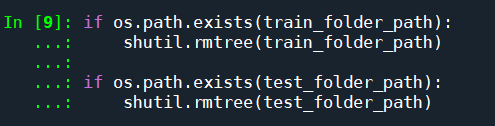 In [9]: if os.path.exists(train_folder_path):
   ...:     shutil.rmtree(train_folder_path)
   ...:
   ...: if os.path.exists(test_folder_path):
   ...:     shutil.rmtree(test_folder_path)